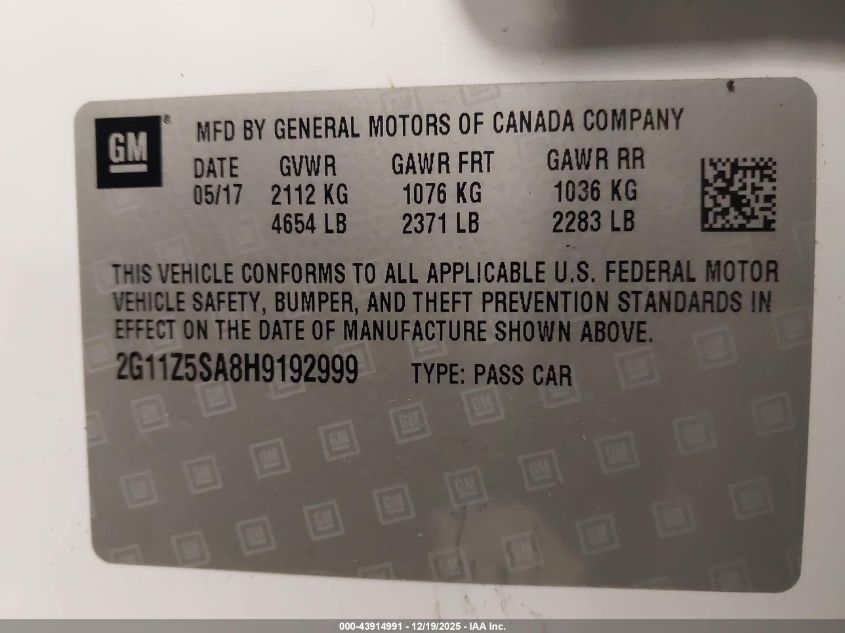 GM ® MFD BY GENERAL MOTORS OF CANADA COMPANY
DATE GVWR GAWR FRT GAWR RR
05/17 2112 KG 1076 KG 1036 KG
4654 LB 2371 LB 2283 LB
THIS VEHICLE CONFORMS TO ALL APPLICABLE U.S. FEDERAL MOTOR
VEHICLE SAFETY, BUMPER, AND THEFT PREVENTION STANDARDS IN
EFFECT ON THE DATE OF MANUFACTURE SHOWN ABOVE.
2G11Z5SA8H9192999 TYPE: PASS CAR
000-43914991 - 12/19/2025 - IAA Inc.